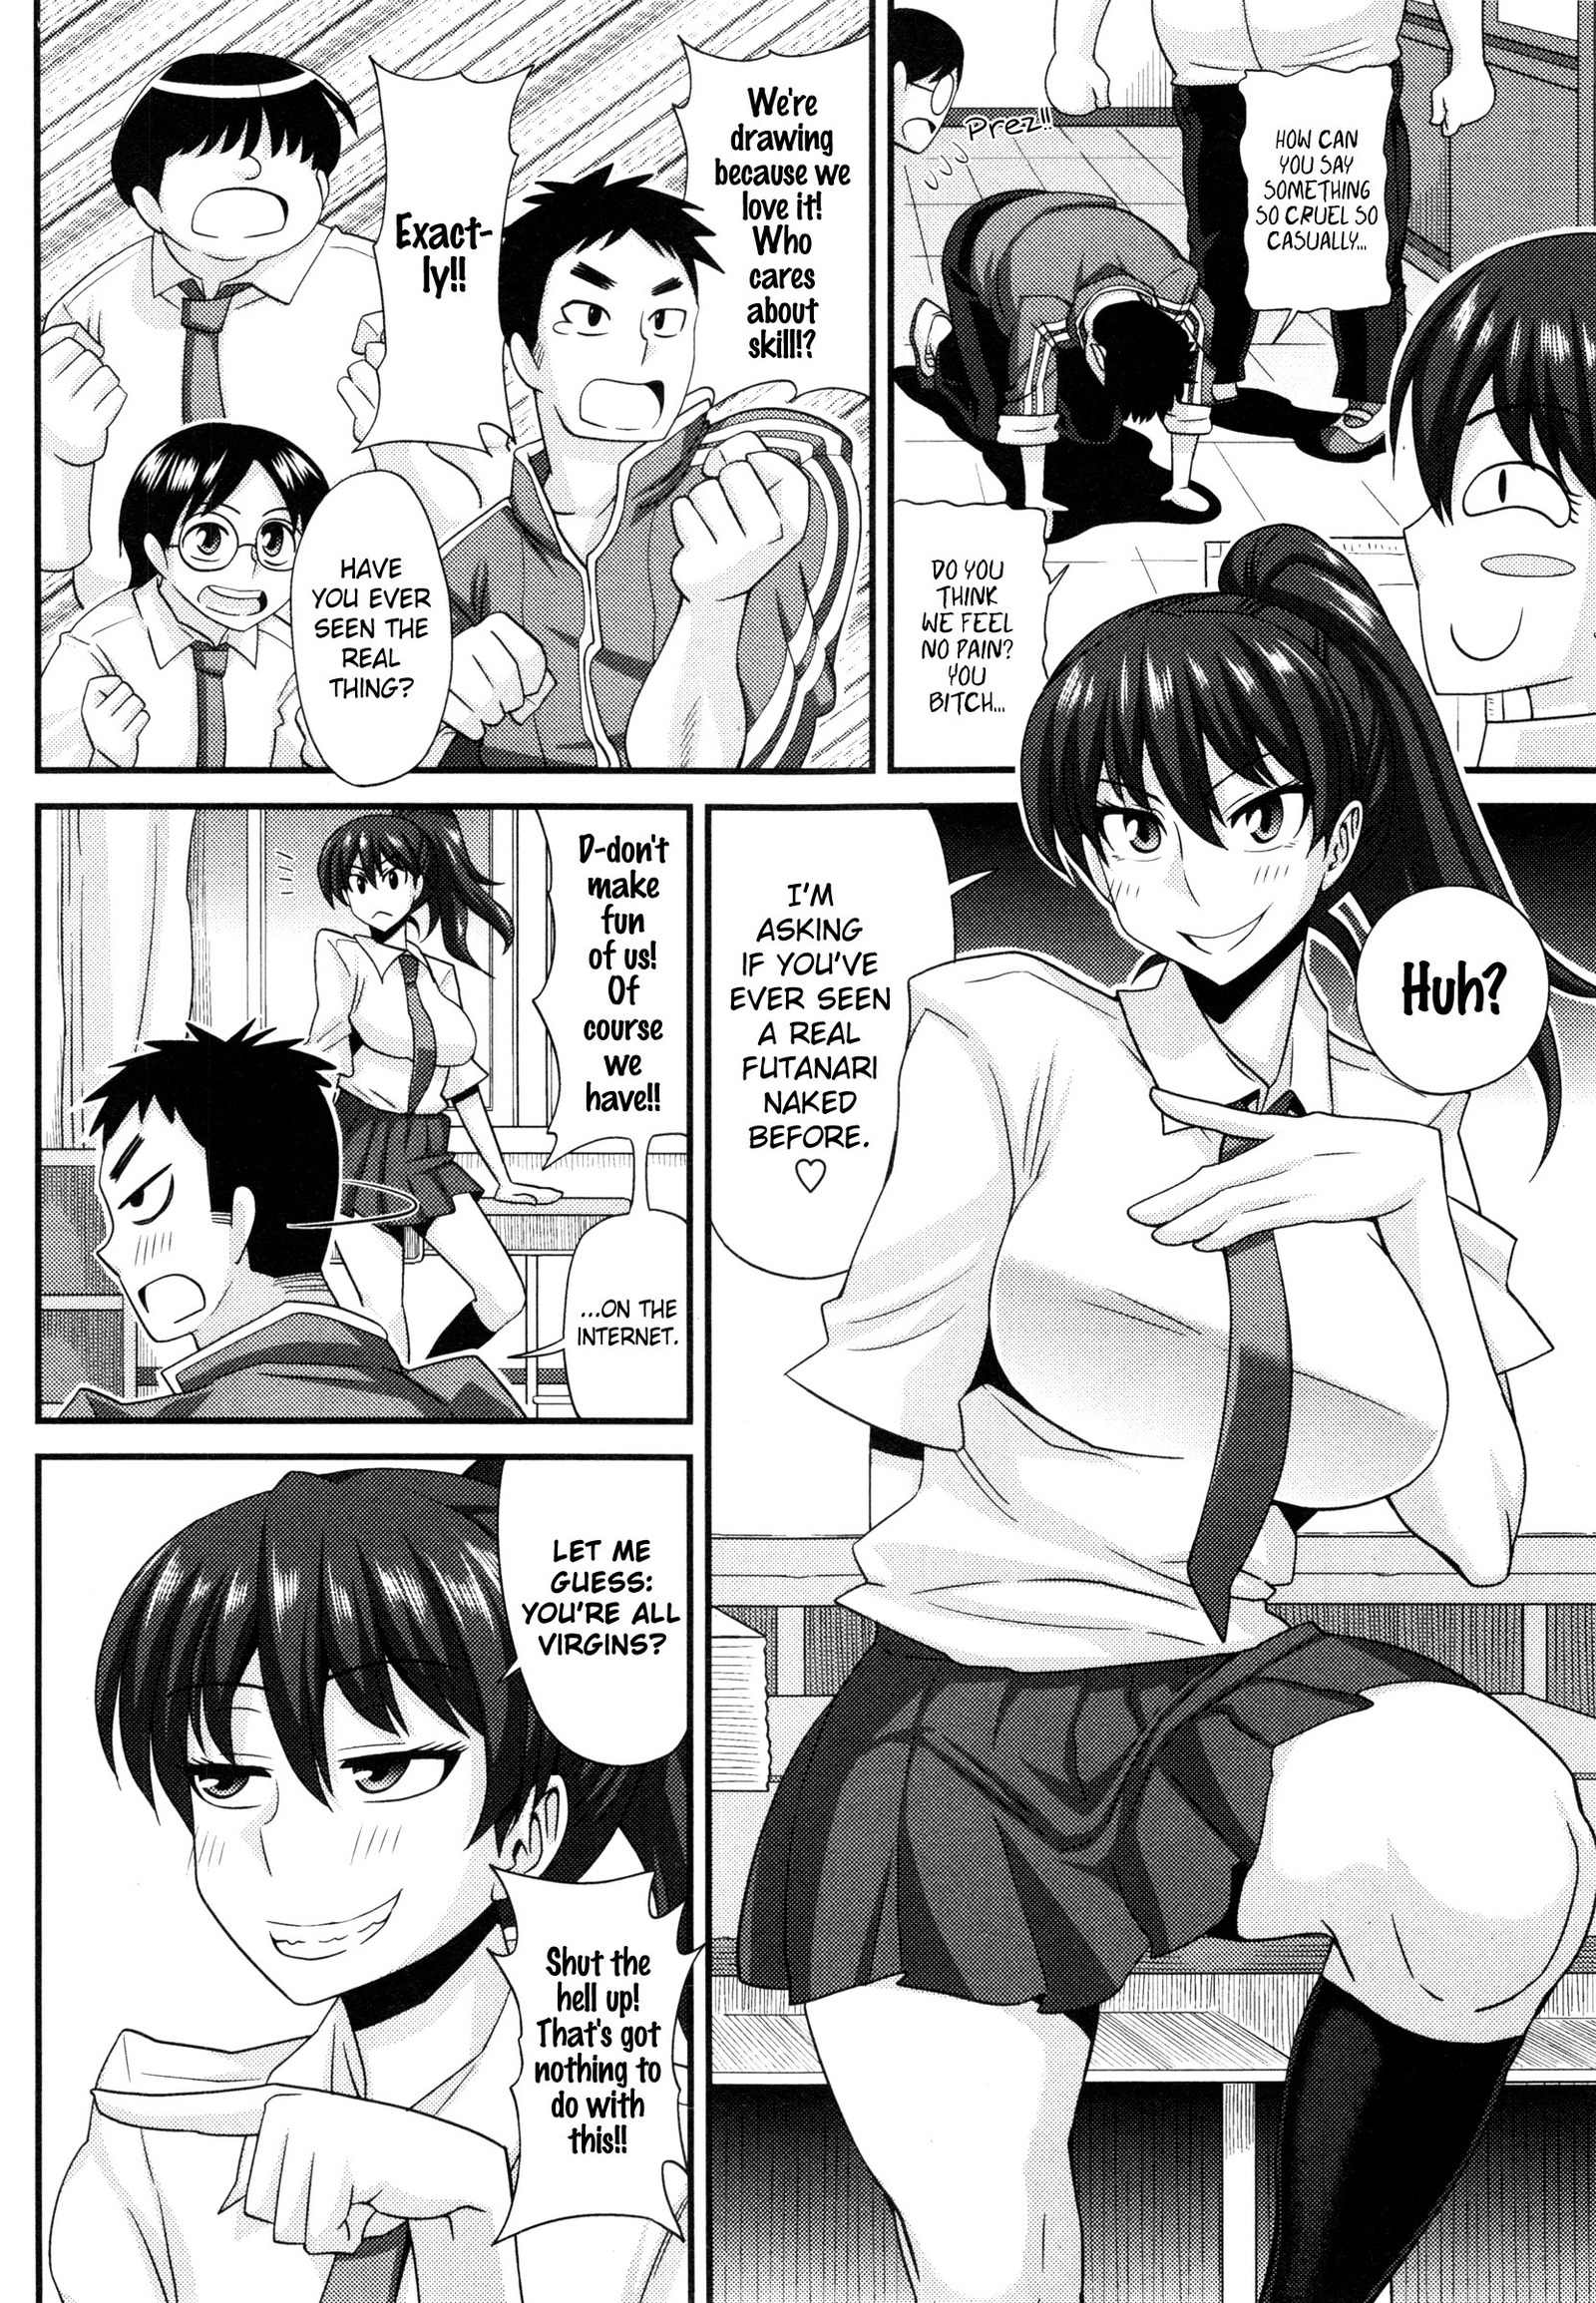 Prez!!
HOW CAN
YOU SAY
SOMETHING
SO CRUEL SO
CASUALLY...
DO YOU
THINK
WE FEEL
NO PAIN?
YOU
BITCH...
We're
drawing
because we
love it!
Who
cares
about
skill!?
Exact-
ly!!
HAVE
YOU EVER
SEEN THE
REAL
THING?
Huh?
I'M
ASKING
IF YOU'VE
EVER SEEN
A REAL
FUTANARI
NAKED
BEFORE.
♡
D-don't
make
fun
of us!
Of
course
we
have!!
...ON THE
INTERNET.
LET ME
GUESS:
YOU'RE ALL
VIRGINS?
Shut the
hell up!
That's got
nothing to
do with
this!!